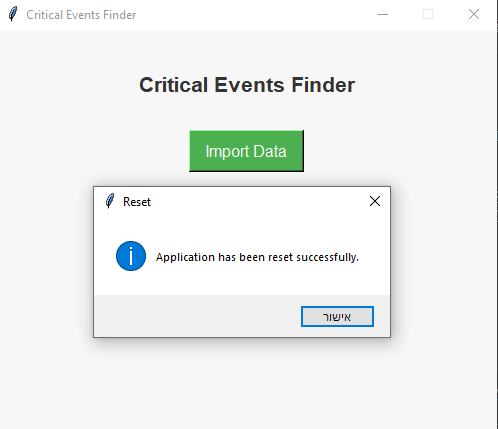 Critical Events Finder
Critical Events Finder
Import Data
Reset
Application has been reset successfully.
אישור